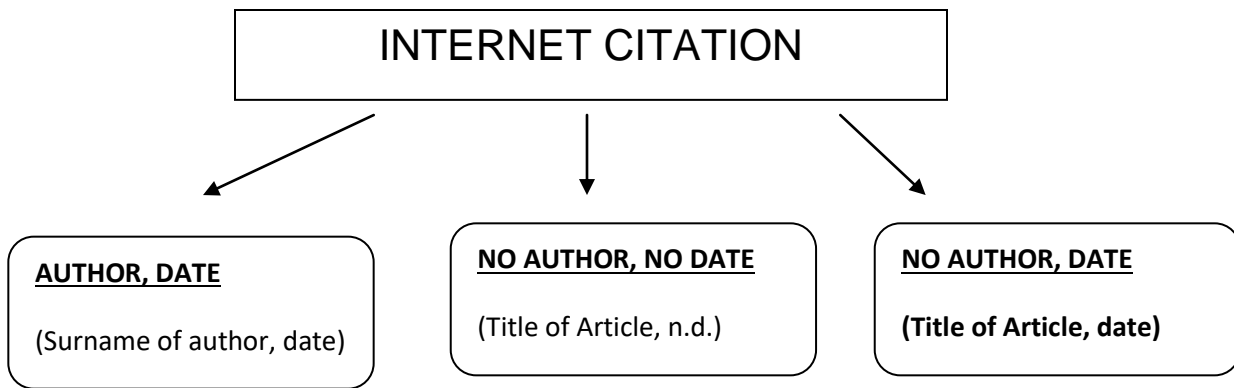 INTERNET CITATION
AUTHOR, DATE
(Surname of author, date)
NO AUTHOR, NO DATE
(Title of Article, n.d.)
NO AUTHOR, DATE
(Title of Article, date)